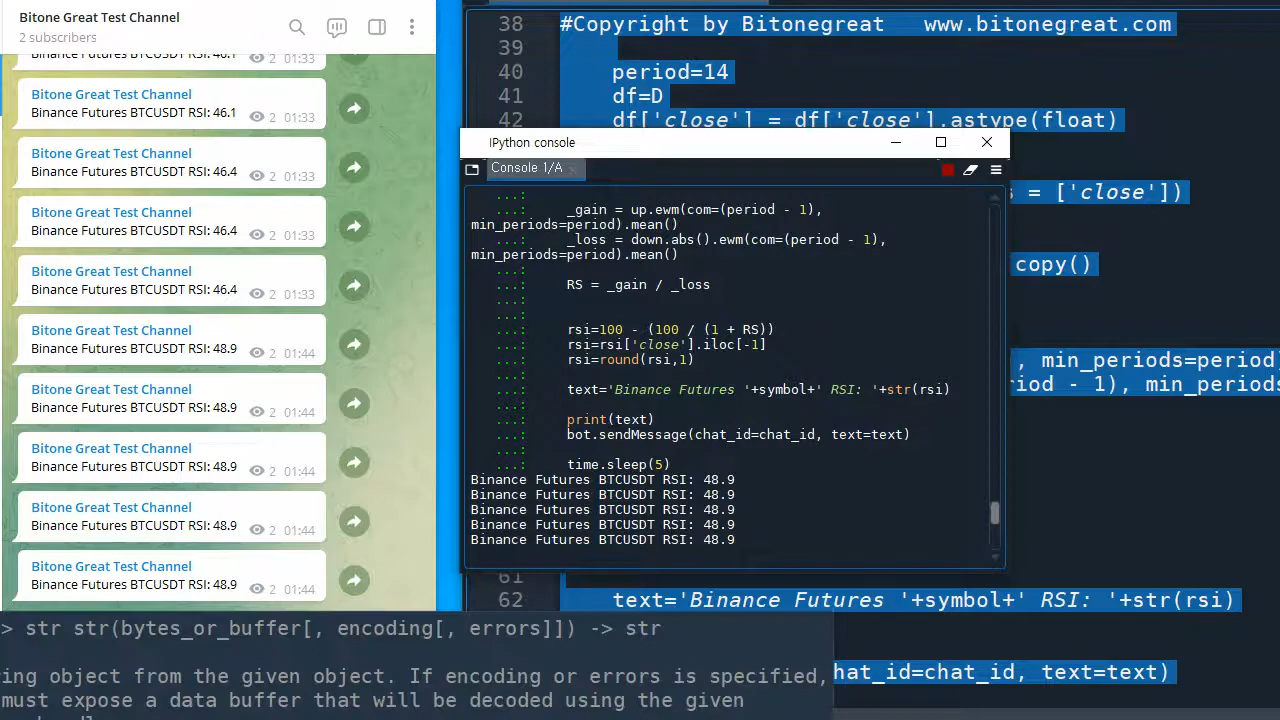 Bitone Great Test Channel
2 subscribers
Binance Futures BTCUSDT RSI: 46.1
2 01:33
Bitone Great Test Channel
Binance Futures BTCUSDT RSI: 46.1
2 01:33
Bitone Great Test Channel
Binance Futures BTCUSDT RSI: 46.4
2 01:33
Bitone Great Test Channel
Binance Futures BTCUSDT RSI: 46.4
2 01:33
Bitone Great Test Channel
Binance Futures BTCUSDT RSI: 46.4
2 01:33
Bitone Great Test Channel
Binance Futures BTCUSDT RSI: 48.9
2 01:44
Bitone Great Test Channel
Binance Futures BTCUSDT RSI: 48.9
2 01:44
Bitone Great Test Channel
Binance Futures BTCUSDT RSI: 48.9
2 01:44
Bitone Great Test Channel
Binance Futures BTCUSDT RSI: 48.9
2 01:44
Bitone Great Test Channel
Binance Futures BTCUSDT RSI: 48.9
2 01:44
38 #Copyright by Bitonegreat www.bitonegreat.com
39
40 period=14
41 df=D
42 df['close'] = df['close'].astype(float)
s = ['close'])
copy()
, min_periods=period)
riod - 1), min_periods
IPython console
Console 1/A
...:
...: _gain = up.ewm(com=(period - 1),
min_periods=period).mean()
...: _loss = down.abs().ewm(com=(period - 1),
min_periods=period).mean()
...:
...: RS = _gain / _loss
...:
...:
...: rsi=100 - (100 / (1 + RS))
...: rsi=rsi['close'].iloc[-1]
...: rsi=round(rsi,1)
...:
...: text='Binance Futures '+symbol+' RSI: '+str(rsi)
...:
...: print(text)
...: bot.sendMessage(chat_id=chat_id, text=text)
...:
...: time.sleep(5)
Binance Futures BTCUSDT RSI: 48.9
Binance Futures BTCUSDT RSI: 48.9
Binance Futures BTCUSDT RSI: 48.9
Binance Futures BTCUSDT RSI: 48.9
Binance Futures BTCUSDT RSI: 48.9
61
62 text='Binance Futures '+symbol+' RSI: '+str(rsi)
hat_id=chat_id, text=text)
> str str(bytes_or_buffer[, encoding[, errors]]) -> str
ring object from the given object. If encoding or errors is specified,
must expose a data buffer that will be decoded using the given